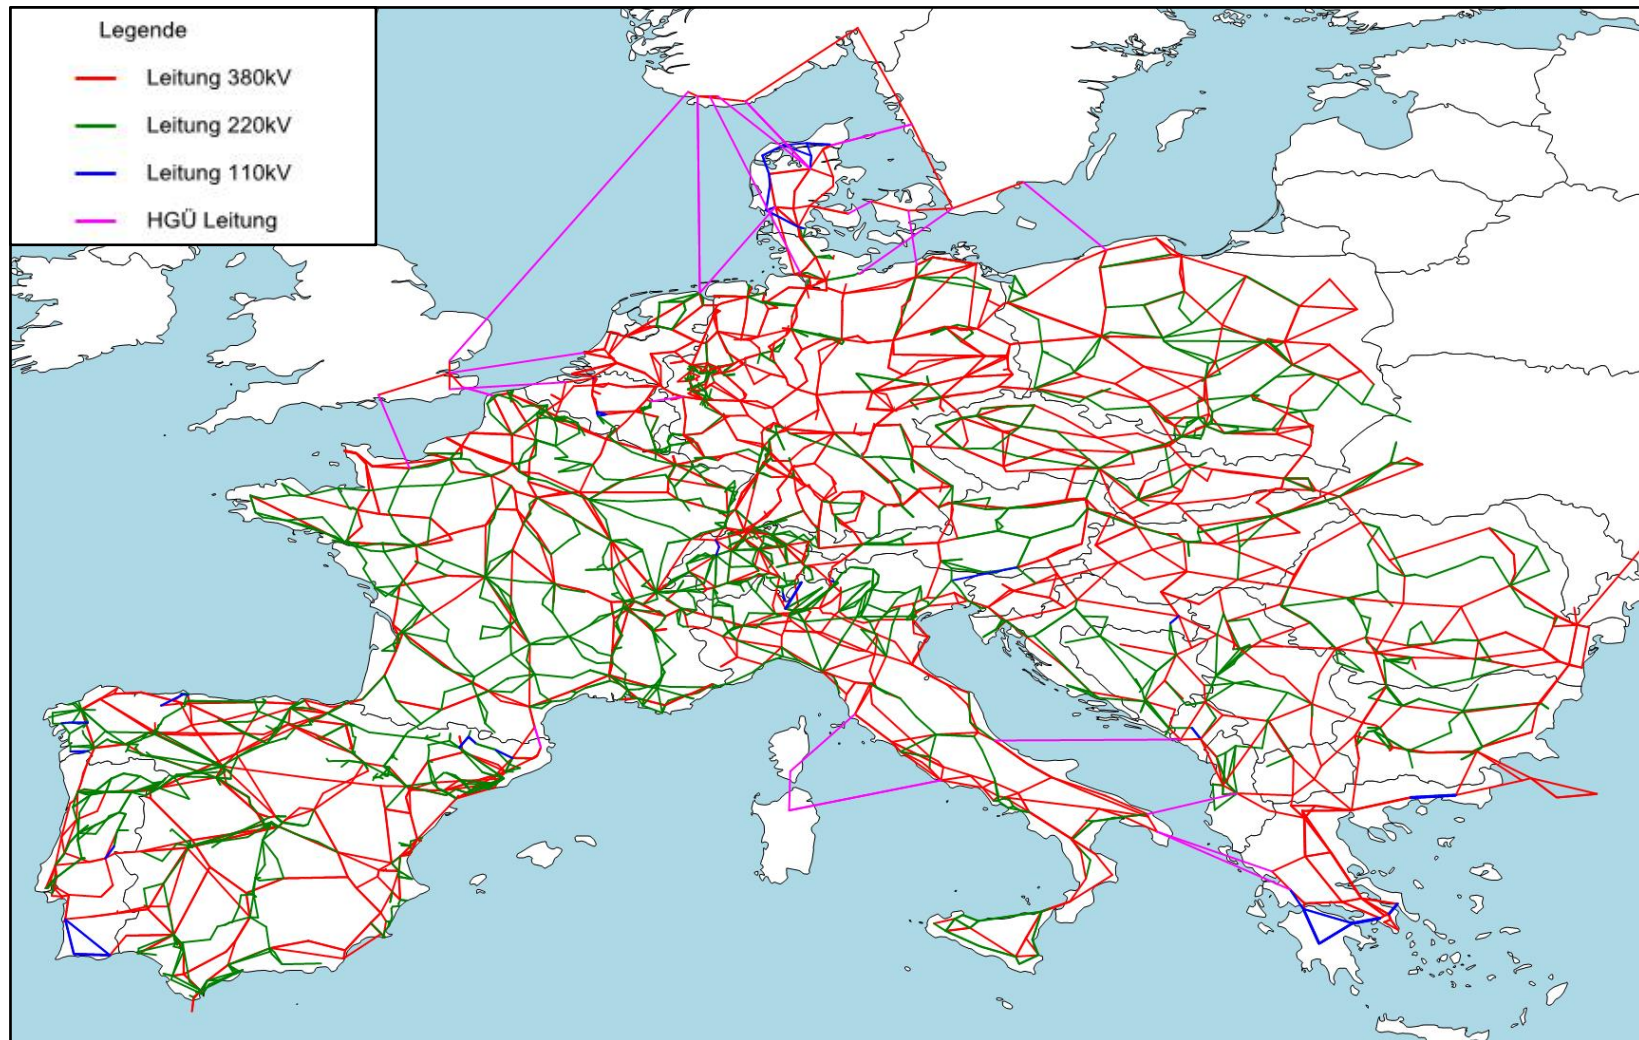 Legende
Leitung 380kV
Leitung 220kV
Leitung 110kV
HGÜ Leitung